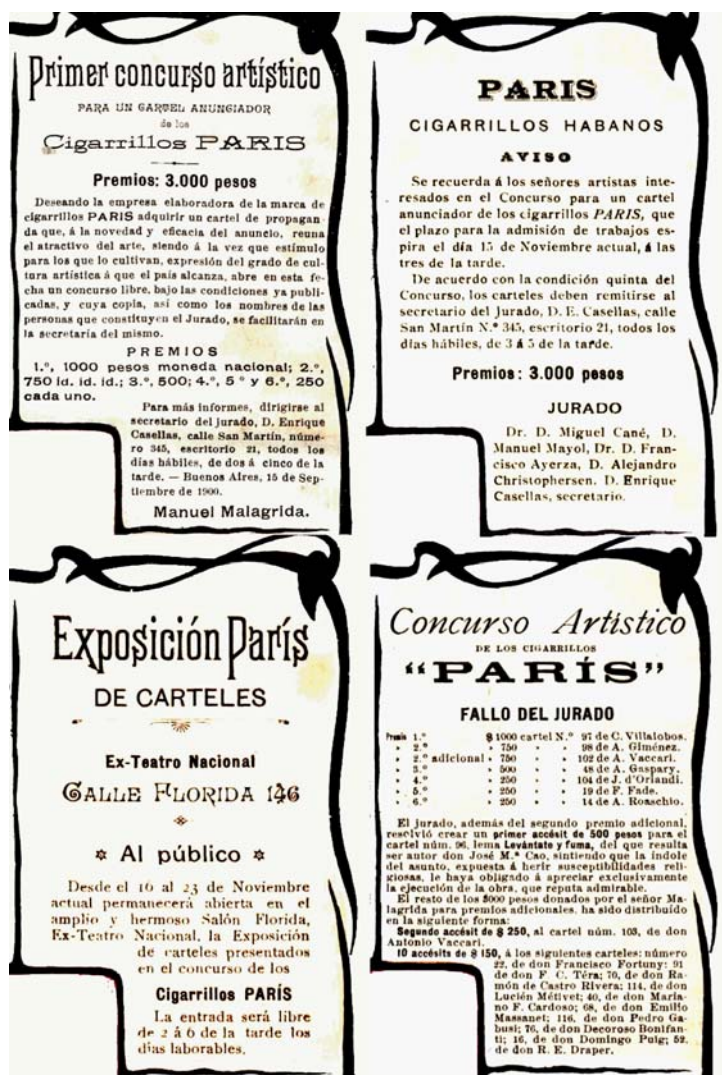 Primer concurso artístico
PARA UN CARTEL ANUNCIADOR
de los
Cigarrillos PARIS
Premios: 3.000 pesos
Deseando la empresa elaboradora de la marca de
cigarrillos PARIS adquirir un cartel de propagan-
da que, á la novedad y eficacia del anuncio, reuna
el atractivo del arte, siendo á la vez que estímulo
para los que lo cultivan, expresión del grado de cul-
tura artística á que el país alcanza, abre en esta fe-
cha un concurso libre, bajo las condiciones ya publi-
cadas, y cuya copia, así como los nombres de las
personas que constituyen el Jurado, se facilitarán en
la secretaría del mismo.
PREMIOS
1.º, 1000 pesos moneda nacional; 2.º,
750 id. id. id.; 3.º, 500; 4.º, 5º y 6.º, 250
cada uno.
Para más informes, dirigirse al
secretario del jurado, D. Enrique
Casellas, calle San Martín, núme-
ro 345, escritorio 21, todos los
días hábiles, de dos á cinco de la
tarde. — Buenos Aires, 15 de Sep-
tiembre de 1900.
Manuel Malagrida.
PARIS
CIGARRILLOS HABANOS
AVISO
Se recuerda á los señores artistas inte-
resados en el Concurso para un cartel
anunciador de los cigarrillos PARIS, que
el plazo para la admisión de trabajos es-
pira el día 15 de Noviembre actual, á las
tres de la tarde.
De acuerdo con la condición quinta del
Concurso, los carteles deben remitirse al
secretario del Jurado, D. E. Casellas, calle
San Martín N.º 345, escritorio 21, todos los
días hábiles, de 3 á 5 de la tarde.
Premios: 3.000 pesos
JURADO
Dr. D. Miguel Cané, D.
Manuel Mayol, Dr. D. Fran-
cisco Ayerza, D. Alejandro
Christophersen. D. Enrique
Casellas, secretario.
Exposición París
DE CARTELES
Ex-Teatro Nacional
CALLE FLORIDA 146
Al público
Desde el 16 al 23 de Noviembre
actual permanecerá abierta en el
amplio y hermoso Salón Florida,
Ex-Teatro Nacional, la Exposición
de carteles presentados
en el concurso de los
Cigarrillos PARÍS
La entrada será libre
de 2 á 6 de la tarde los
días laborables.
Concurso Artístico
DE LOS CIGARRILLOS
“PARÍS”
FALLO DEL JURADO
Premio 1.º $ 1000 cartel N.º 97 de C. Villalobos.
» 2.º » 750 » » 98 de A. Giménez.
» 2.º adicional » 750 » » 102 de A. Vaccari.
» 3.º » 500 » » 48 de A. Gaspary.
» 4.º » 250 » » 104 de J. d'Orlandi.
» 5.º » 250 » » 19 de F. Fade.
» 6.º » 250 » » 14 de A. Roaschio.
El jurado, además del segundo premio adicional,
resolvió crear un primer accésit de 500 pesos para el
cartel núm. 96, lema Levántate y fuma, del que resulta
ser autor don José M.ª Cao, sintiendo que la índole
del asunto, expuesta á herir susceptibilidades reli-
giosas, le haya obligado á apreciar exclusivamente
la ejecución de la obra, que reputa admirable.
El resto de los 5000 pesos donados por el señor Ma-
lagrida para premios adicionales, ha sido distribuído
en la siguiente forma:
Segundo accésit de $ 250, al cartel núm. 103, de don
Antonio Vaccari.
10 accésits de $ 150, á los siguientes carteles: número
22, de don Francisco Fortuny; 91
de don F. C. Téra; 70, de don Ra-
món de Castro Rivera; 114, de don
Lucién Métivet; 40, de don Maria-
no F. Cardoso; 68, de don Emilio
Massanet; 116, de don Pedro Ga-
busi; 76, de don Decoroso Bonifan-
ti; 16, de don Domingo Puig; 52,
de don R. E. Draper.